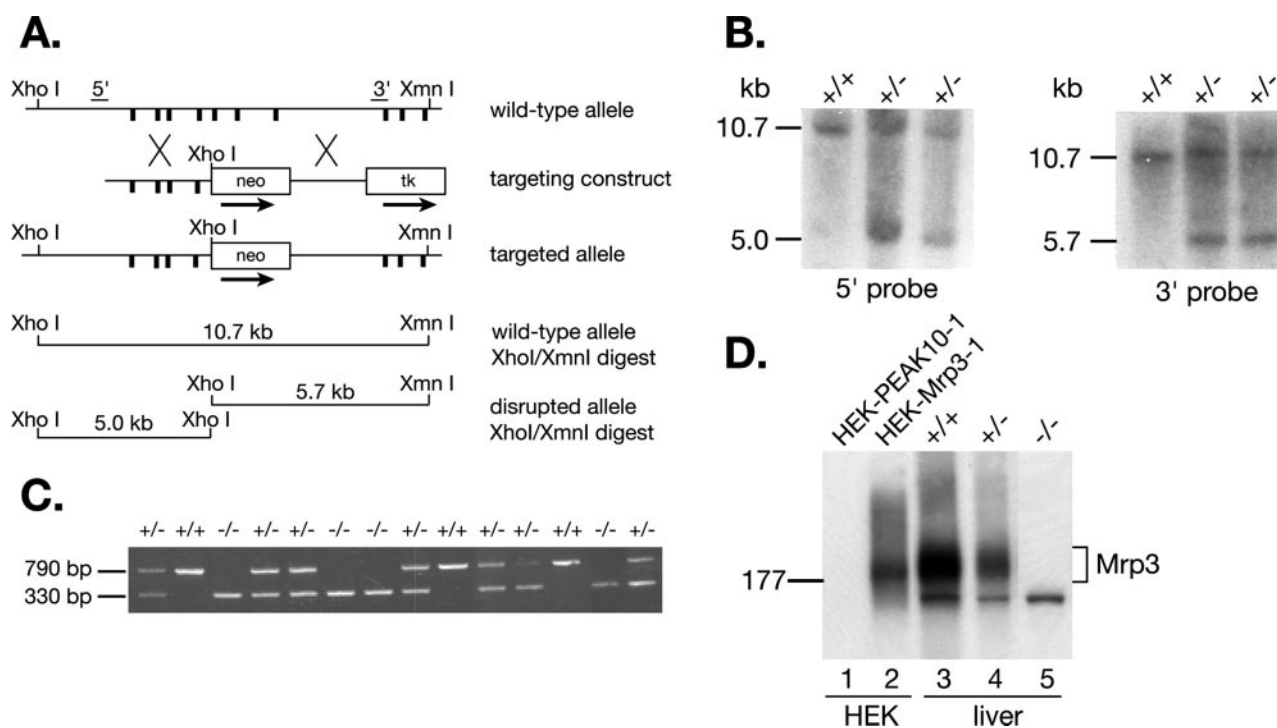 A.
Xho I 5' 3' Xmn I
wild-type allele
Xho I
neo tk
targeting construct
Xho I Xho I Xmn I
neo
targeted allele
Xho I 10.7 kb Xmn I
wild-type allele
XhoI/XmnI digest
Xho I 5.7 kb Xmn I
Xho I 5.0 kb Xho I
disrupted allele
XhoI/XmnI digest
B.
kb +/+ +/- +/-
10.7
5.0
5' probe
kb +/+ +/- +/-
10.7
5.7
3' probe
C.
+/- +/+ -/- +/- +/- -/- -/- +/- +/+ +/- +/- +/+ -/- +/-
790 bp
330 bp
D.
HEK-PEAK10-1
HEK-Mrp3-1
+/+ +/- -/-
177
Mrp3
1 2 3 4 5
HEK liver